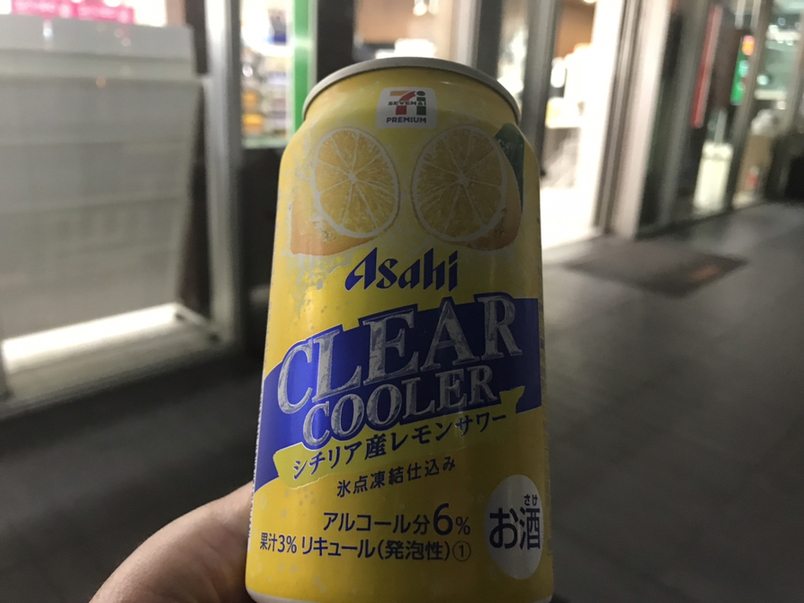 SEVEN&i
PREMIUM
Asahi
CLEAR
COOLER
シチリア産レモンサワー
氷点凍結仕込み
アルコール分6%
果汁3% リキュール(発泡性)①
さけ
お酒